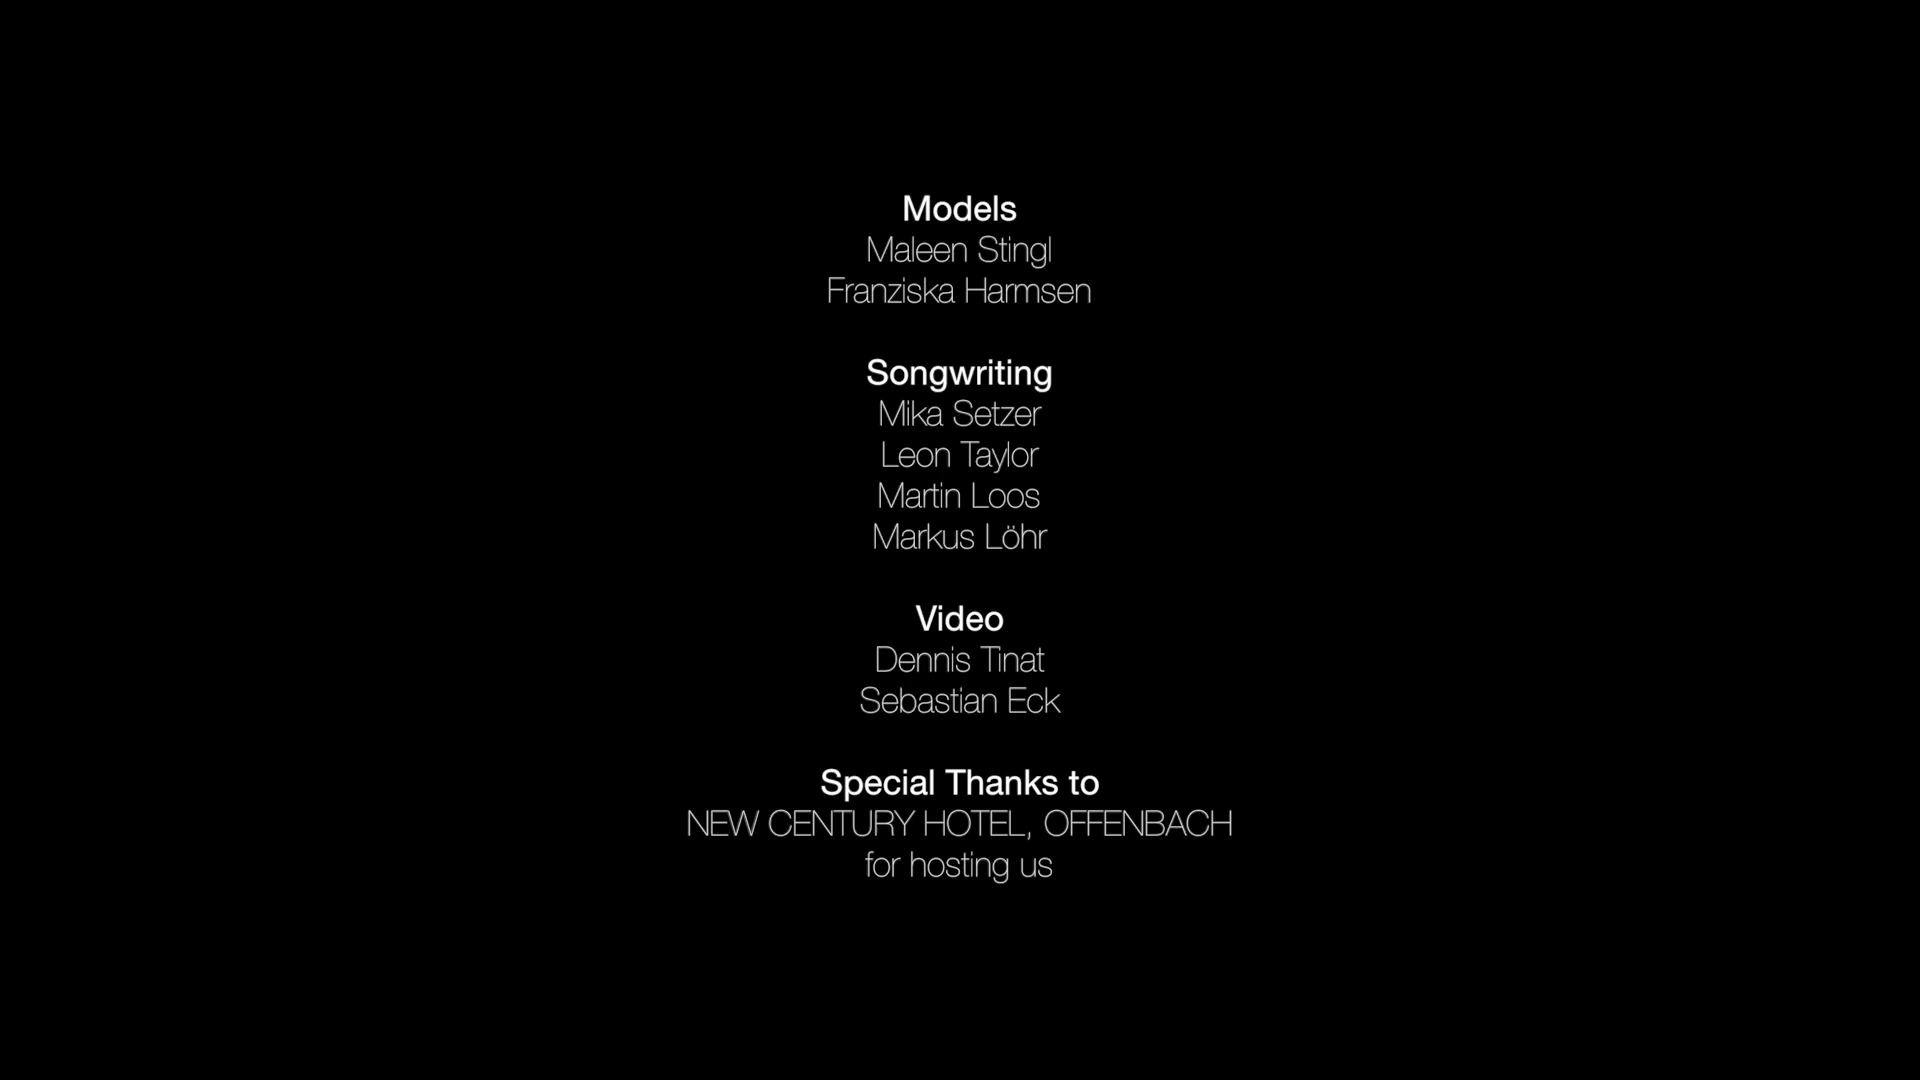 Models
Maleen Stingl
Franziska Harmsen
Songwriting
Mika Setzer
Leon Taylor
Martin Loos
Markus Löhr
Video
Dennis Tinat
Sebastian Eck
Special Thanks to
NEW CENTURY HOTEL, OFFENBACH
for hosting us